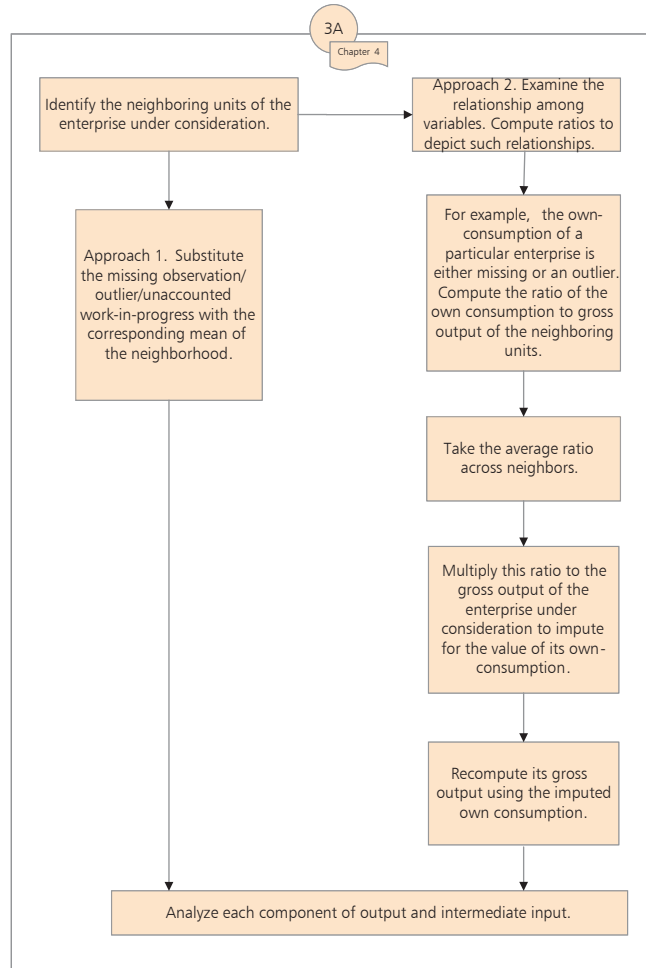 3A
Chapter 4
Identify the neighboring units of the
enterprise under consideration.
Approach 2. Examine the
relationship among
variables. Compute ratios to
depict such relationships.
Approach 1. Substitute
the missing observation/
outlier/unaccounted
work-in-progress with the
corresponding mean of
the neighborhood.
For example, the own-
consumption of a
particular enterprise is
either missing or an outlier.
Compute the ratio of the
own consumption to gross
output of the neighboring
units.
Take the average ratio
across neighbors.
Multiply this ratio to the
gross output of the
enterprise under
consideration to impute
for the value of its own-
consumption.
Recompute its gross
output using the imputed
own consumption.
Analyze each component of output and intermediate input.